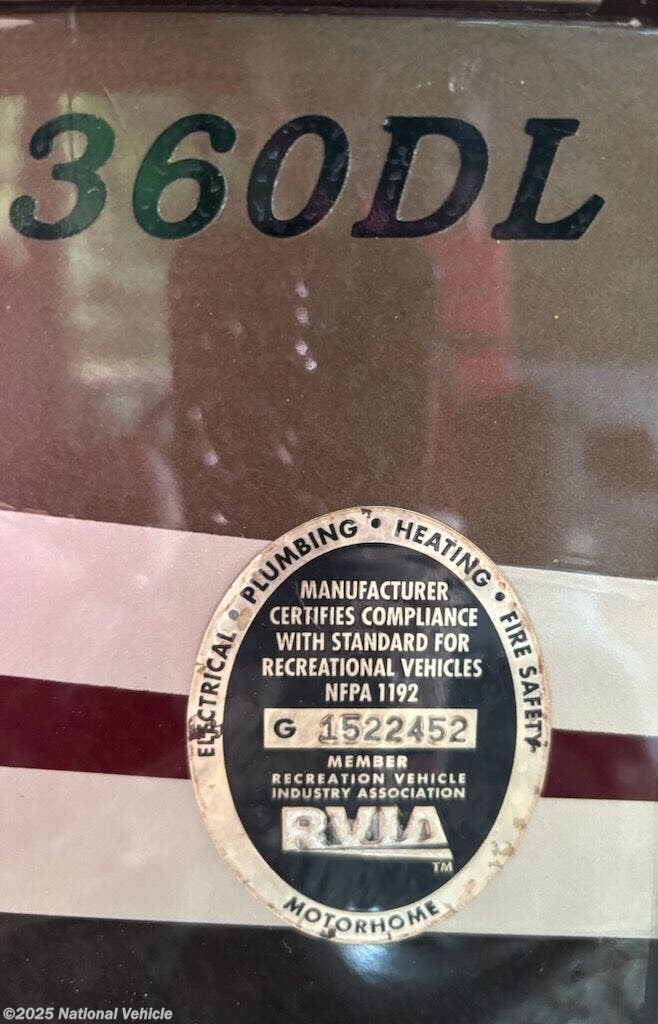 360DL
ELECTRICAL • PLUMBING • HEATING • FIRE SAFETY
MANUFACTURER
CERTIFIES COMPLIANCE
WITH STANDARD FOR
RECREATIONAL VEHICLES
NFPA 1192
G 1522452
MEMBER
RECREATION VEHICLE
INDUSTRY ASSOCIATION
RVIA
TM
MOTORHOME
©2025 National Vehicle